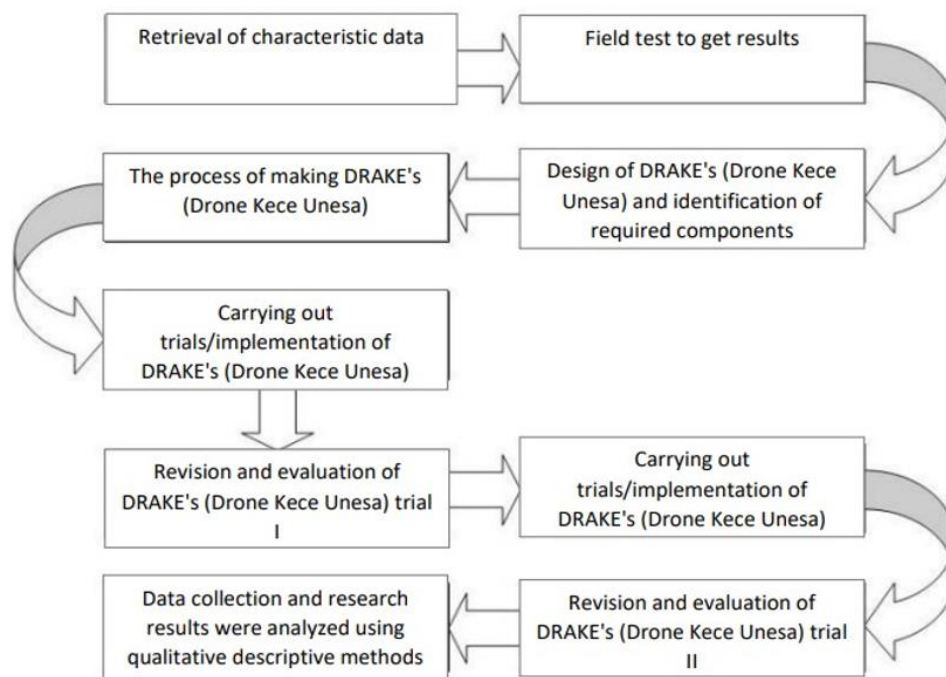 Retrieval of characteristic data
Field test to get results
Design of DRAKE's (Drone Kece
Unesa) and identification of
required components
The process of making DRAKE's
(Drone Kece Unesa)
Carrying out
trials/implementation of
DRAKE's (Drone Kece Unesa)
Revision and evaluation of
DRAKE's (Drone Kece Unesa) trial
I
Carrying out
trials/implementation of
DRAKE's (Drone Kece Unesa)
Revision and evaluation of
DRAKE's (Drone Kece Unesa) trial
II
Data collection and research
results were analyzed using
qualitative descriptive methods